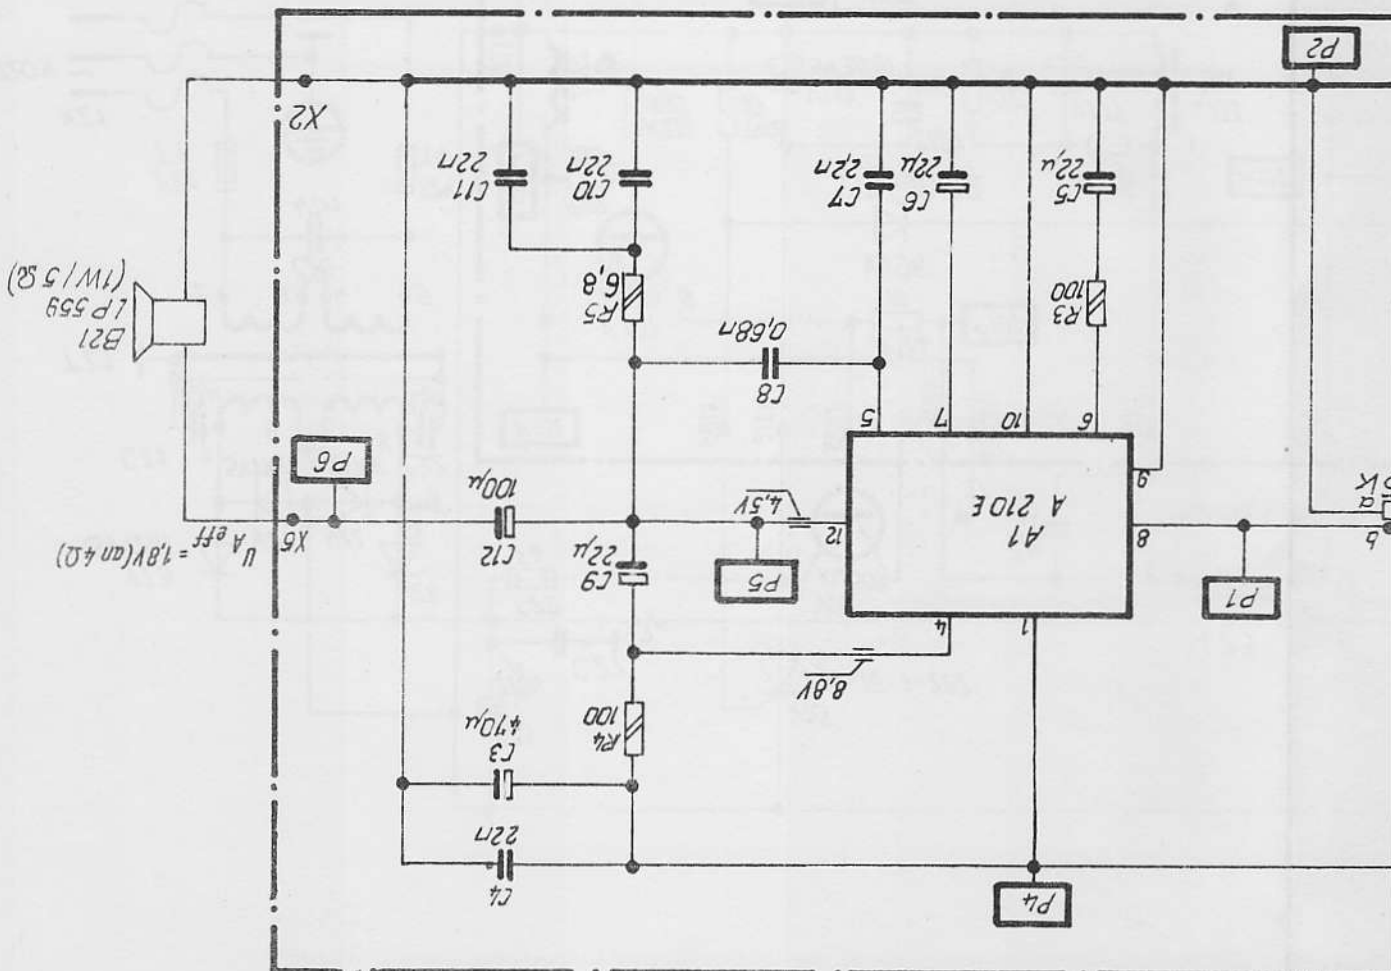 P4
C4
22n
C3
470µ
R4
100
8,8V
1
4
P1
P5
C9
22µ
C12
100µ
U A eff = 1,8V (an 4Ω)
b
a
8
A1
A 210E
12
4,5V
X5
P6
9
6
10
7
5
C8
0,68n
B21
LP 559
(1W / 5 Ω)
R3
100
R5
6,8
C5
22µ
C6
22µ
C7
2,2n
C10
22n
C11
22n
X2
P2